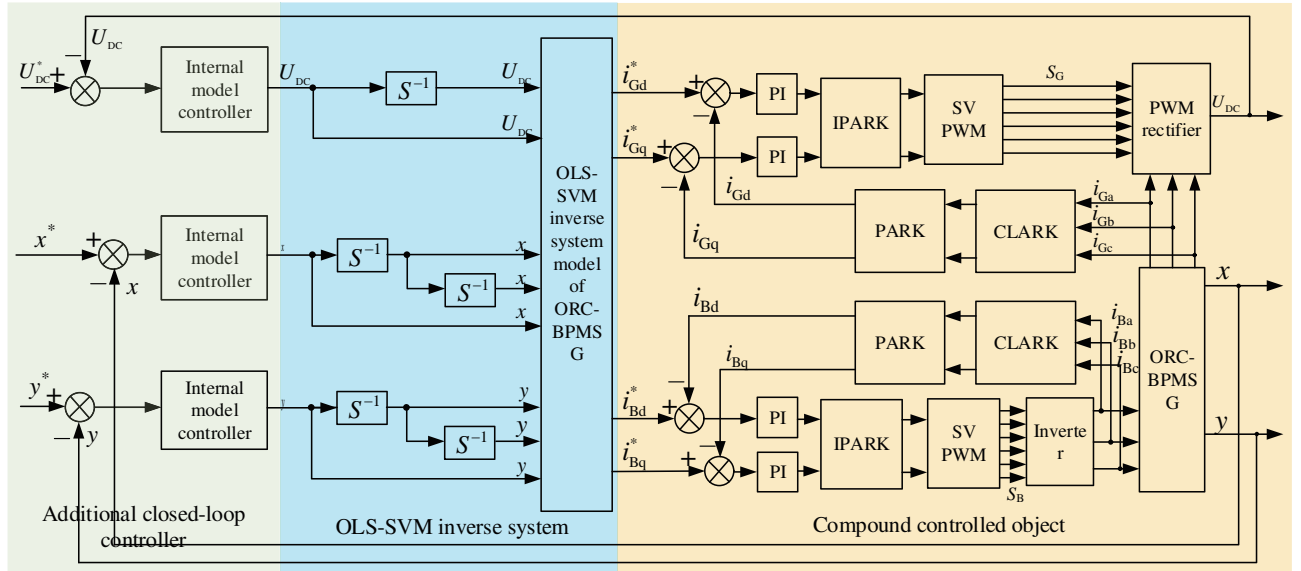 U_DC
U*_DC
+
−
Internal
model
controller
U_DC
S⁻¹
U_DC
U_DC
x*
+
−
x
Internal
model
controller
S⁻¹
S⁻¹
x
x
x
y*
+
−
y
Internal
model
controller
S⁻¹
S⁻¹
y
y
y
OLS-
SVM
inverse
system
model
of
ORC-
BPMS
G
i*_Gd
+
−
PI
i*_Gq
+
−
PI
IPARK
SV
PWM
S_G
PWM
rectifier
U_DC
i_Gd
i_Gq
PARK
CLARK
i_Ga
i_Gb
i_Gc
i_Bd
i_Bq
PARK
CLARK
i_Ba
i_Bb
i_Bc
ORC-
BPMS
G
x
y
i*_Bd
+
−
PI
i*_Bq
+
−
PI
IPARK
SV
PWM
S_B
Inverte
r
Additional closed-loop
controller
OLS-SVM inverse system
Compound controlled object